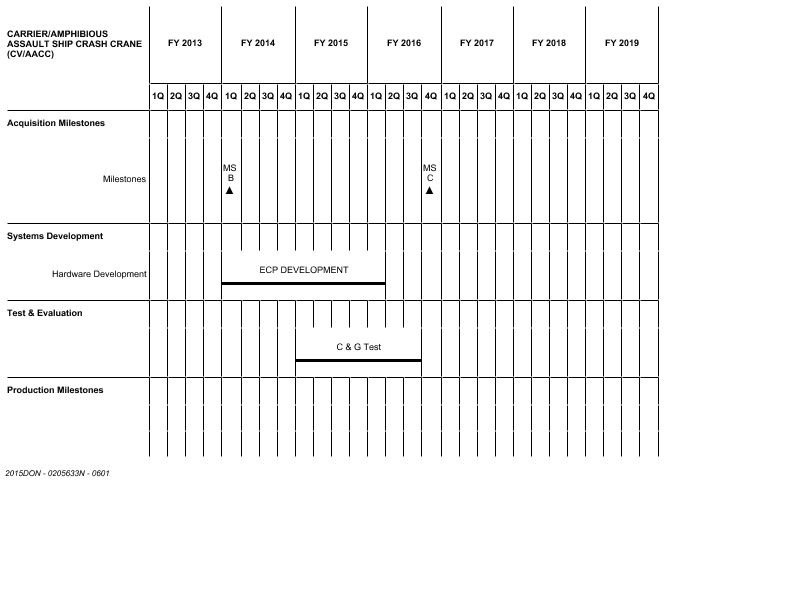 CARRIER/AMPHIBIOUS
ASSAULT SHIP CRASH CRANE
(CV/AACC)
FY 2013 FY 2014 FY 2015 FY 2016 FY 2017 FY 2018 FY 2019
1Q 2Q 3Q 4Q 1Q 2Q 3Q 4Q 1Q 2Q 3Q 4Q 1Q 2Q 3Q 4Q 1Q 2Q 3Q 4Q 1Q 2Q 3Q 4Q 1Q 2Q 3Q 4Q
Acquisition Milestones
Milestones
MS
B
MS
C
Systems Development
Hardware Development
ECP DEVELOPMENT
Test & Evaluation
C & G Test
Production Milestones
2015DON - 0205633N - 0601